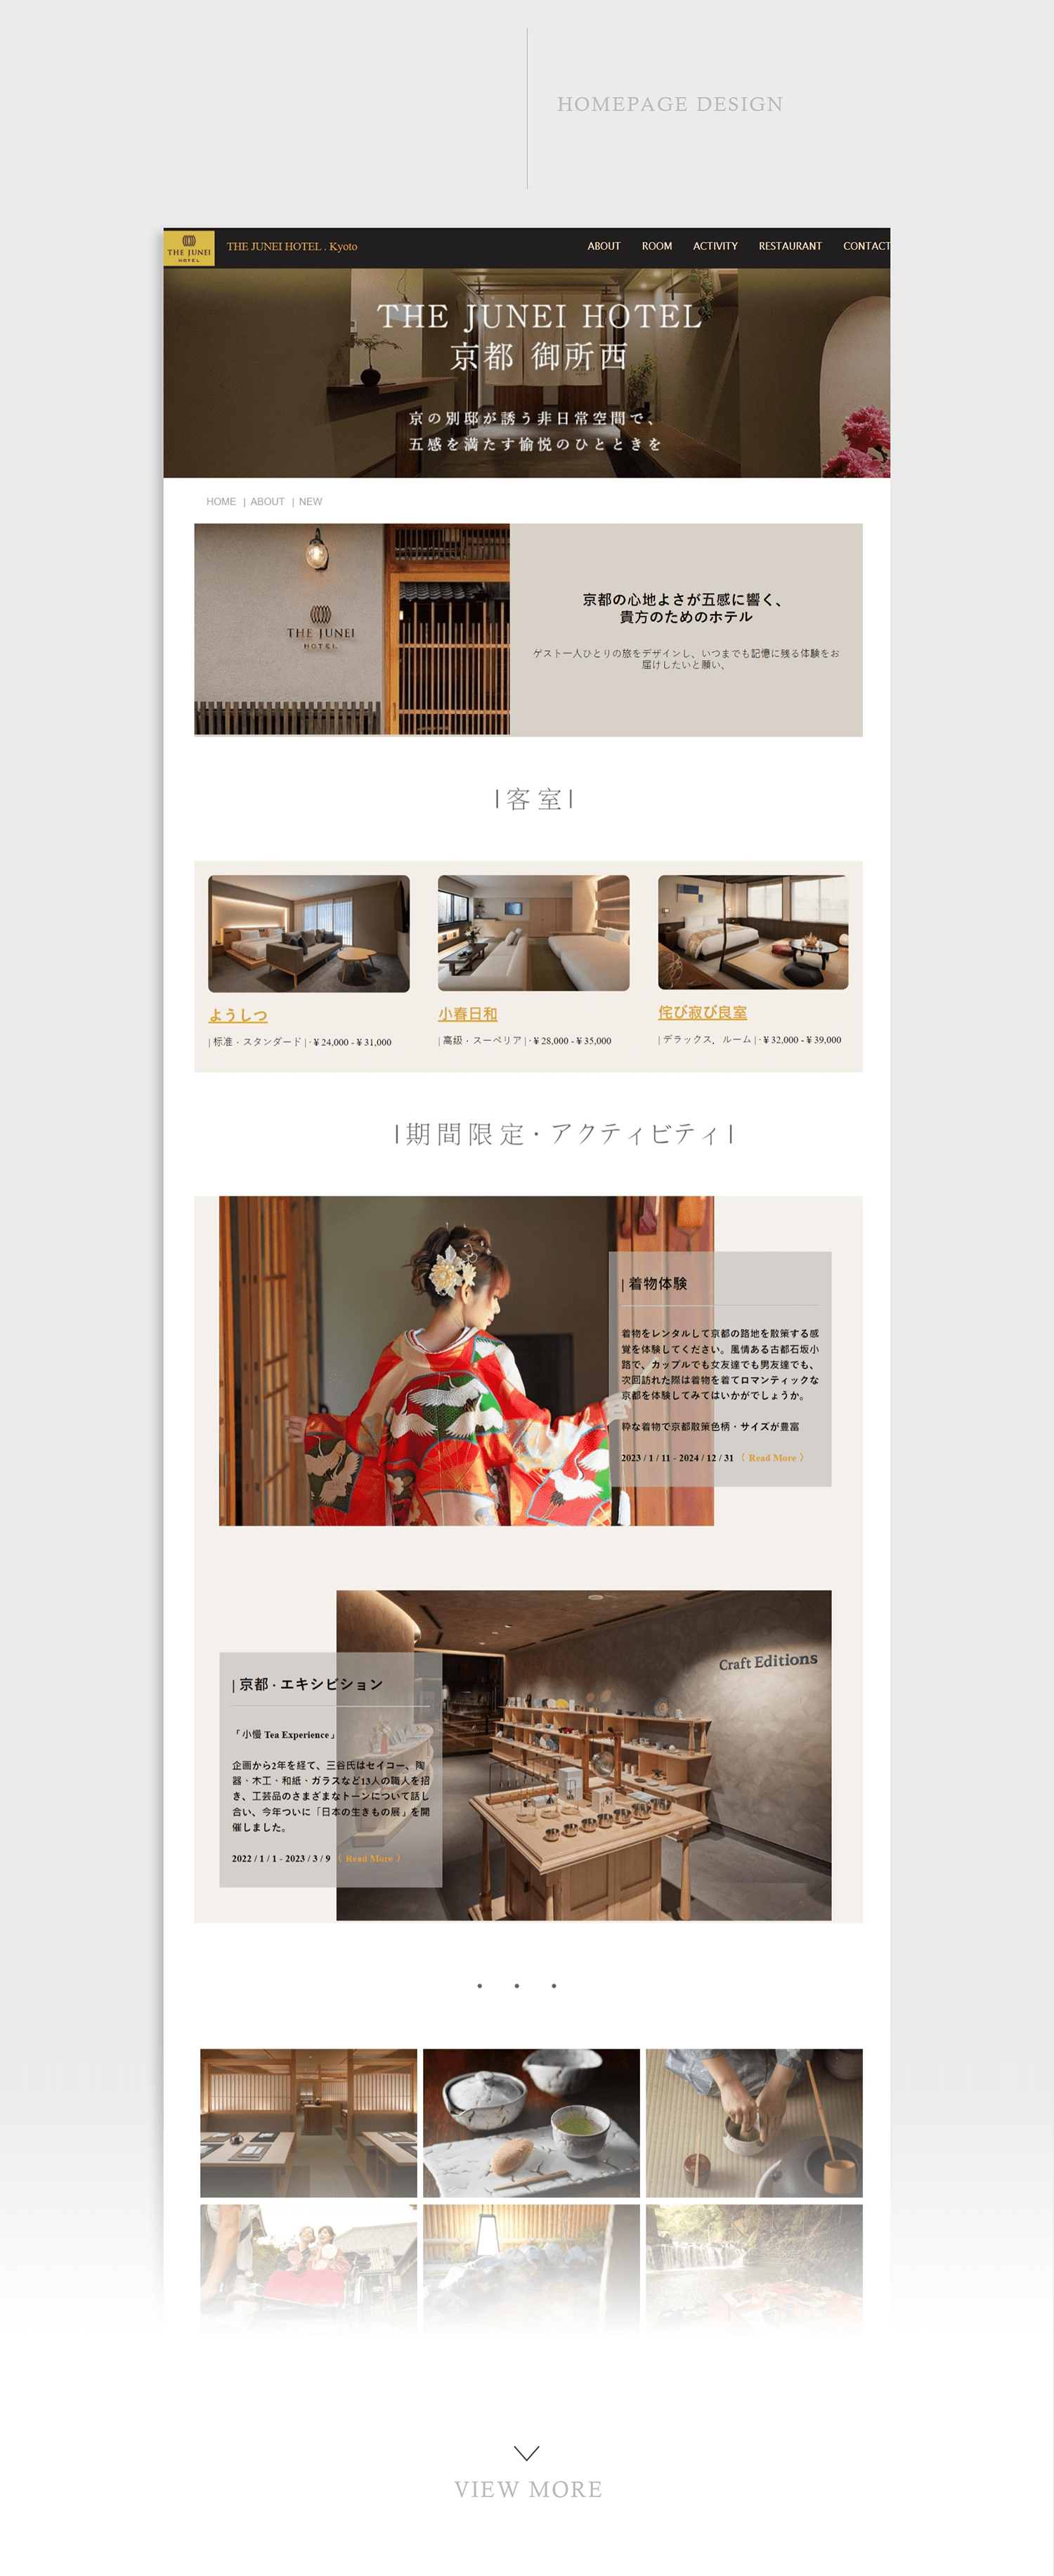 HOMEPAGE DESIGN
THE JUNEI
HOTEL
THE JUNEI HOTEL . Kyoto
ABOUT ROOM ACTIVITY RESTAURANT CONTACT
THE JUNEI HOTEL
京都 御所西
京の別邸が誘う非日常空間で、
五感を満たす愉悦のひとときを
HOME | ABOUT | NEW
THE JUNEI
HOTEL
京都の心地よさが五感に響く、
貴方のためのホテル
ゲスト一人ひとりの旅をデザインし、いつまでも記憶に残る体験をお
届けしたいと願い、
|客室|
ようしつ
| 标准 · スタンダード | · ¥ 24,000 - ¥ 31,000
小春日和
| 高級 · スーペリア | · ¥ 28,000 - ¥ 35,000
侘び寂び良室
| デラックス，ルーム | · ¥ 32,000 - ¥ 39,000
|期間限定·アクティビティ|
| 着物体験
着物をレンタルして京都の路地を散策する感
覚を体験してください。風情ある古都石坂小
路で、カップルでも女友達でも男友達でも、
次回訪れた際は着物を着てロマンティックな
京都を体験してみてはいかがでしょうか。
粋な着物で京都散策色柄・サイズが豊富
2023 / 1 / 11 - 2024 / 12 / 31 （ Read More ）
Craft Editions
| 京都 · エキシビション
「小慢 Tea Experience」
企画から2年を経て、三谷氏はセイコー、陶
器、木工、和紙、ガラスなど13人の職人を招
き、工芸品のさまざまなトーンについて話し
合い、今年ついに「日本の生きもの展」を開
催しました。
2022 / 1 / 1 - 2023 / 3 / 9 （ Read More ）
VIEW MORE